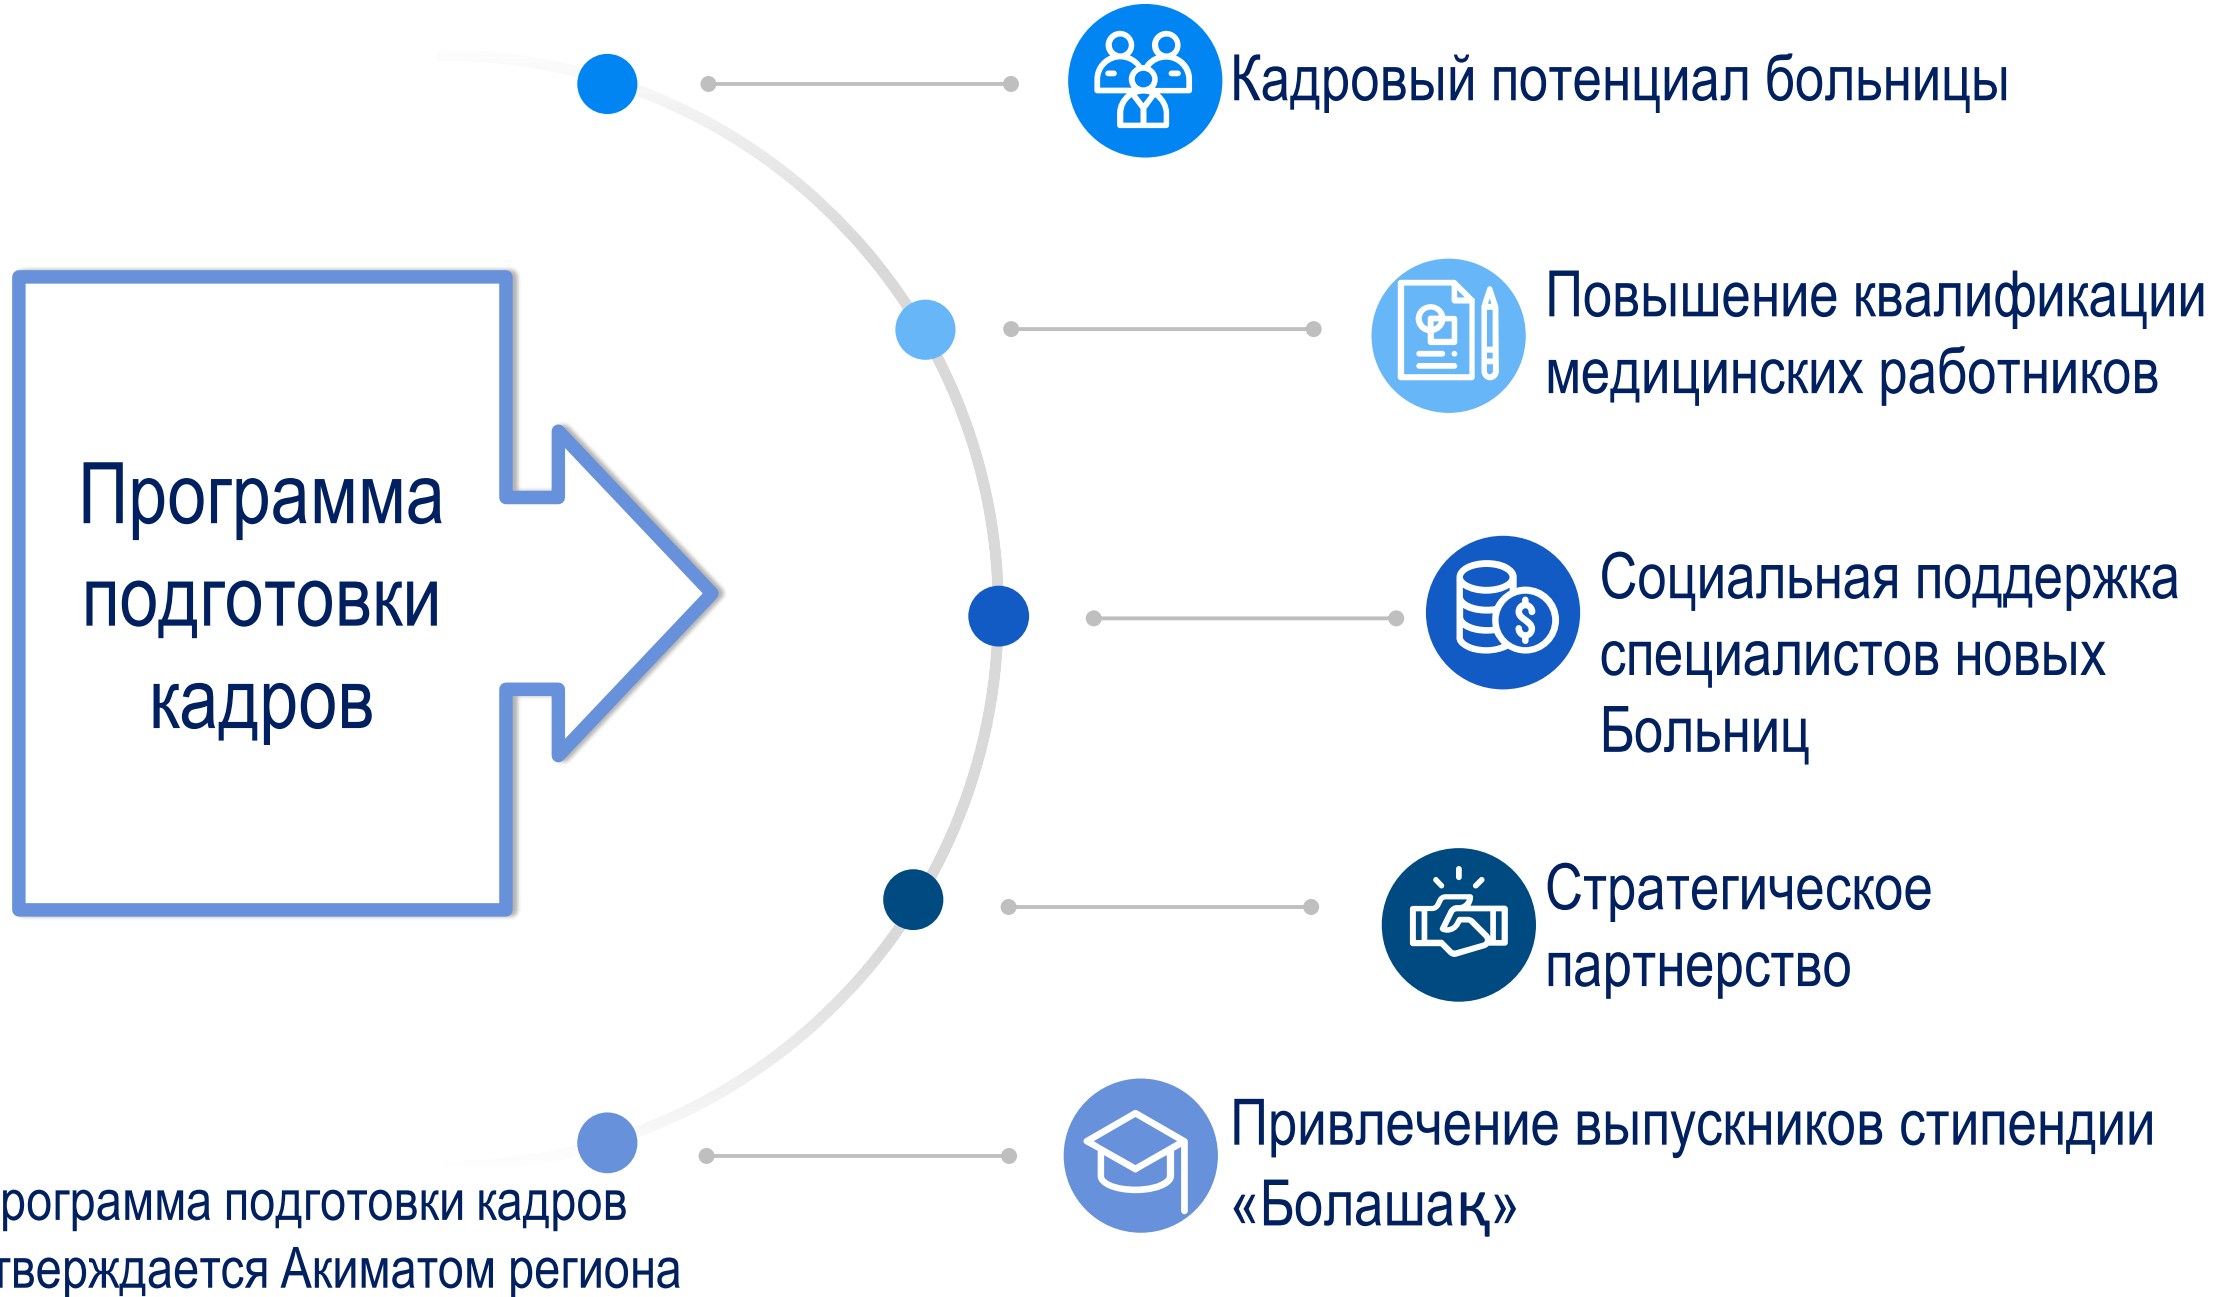 Кадровый потенциал больницы
Повышение квалификации
медицинских работников
Программа
подготовки
кадров
Социальная поддержка
специалистов новых
Больниц
Стратегическое
партнерство
Привлечение выпускников стипендии
«Болашақ»
рограмма подготовки кадров
тверждается Акиматом региона